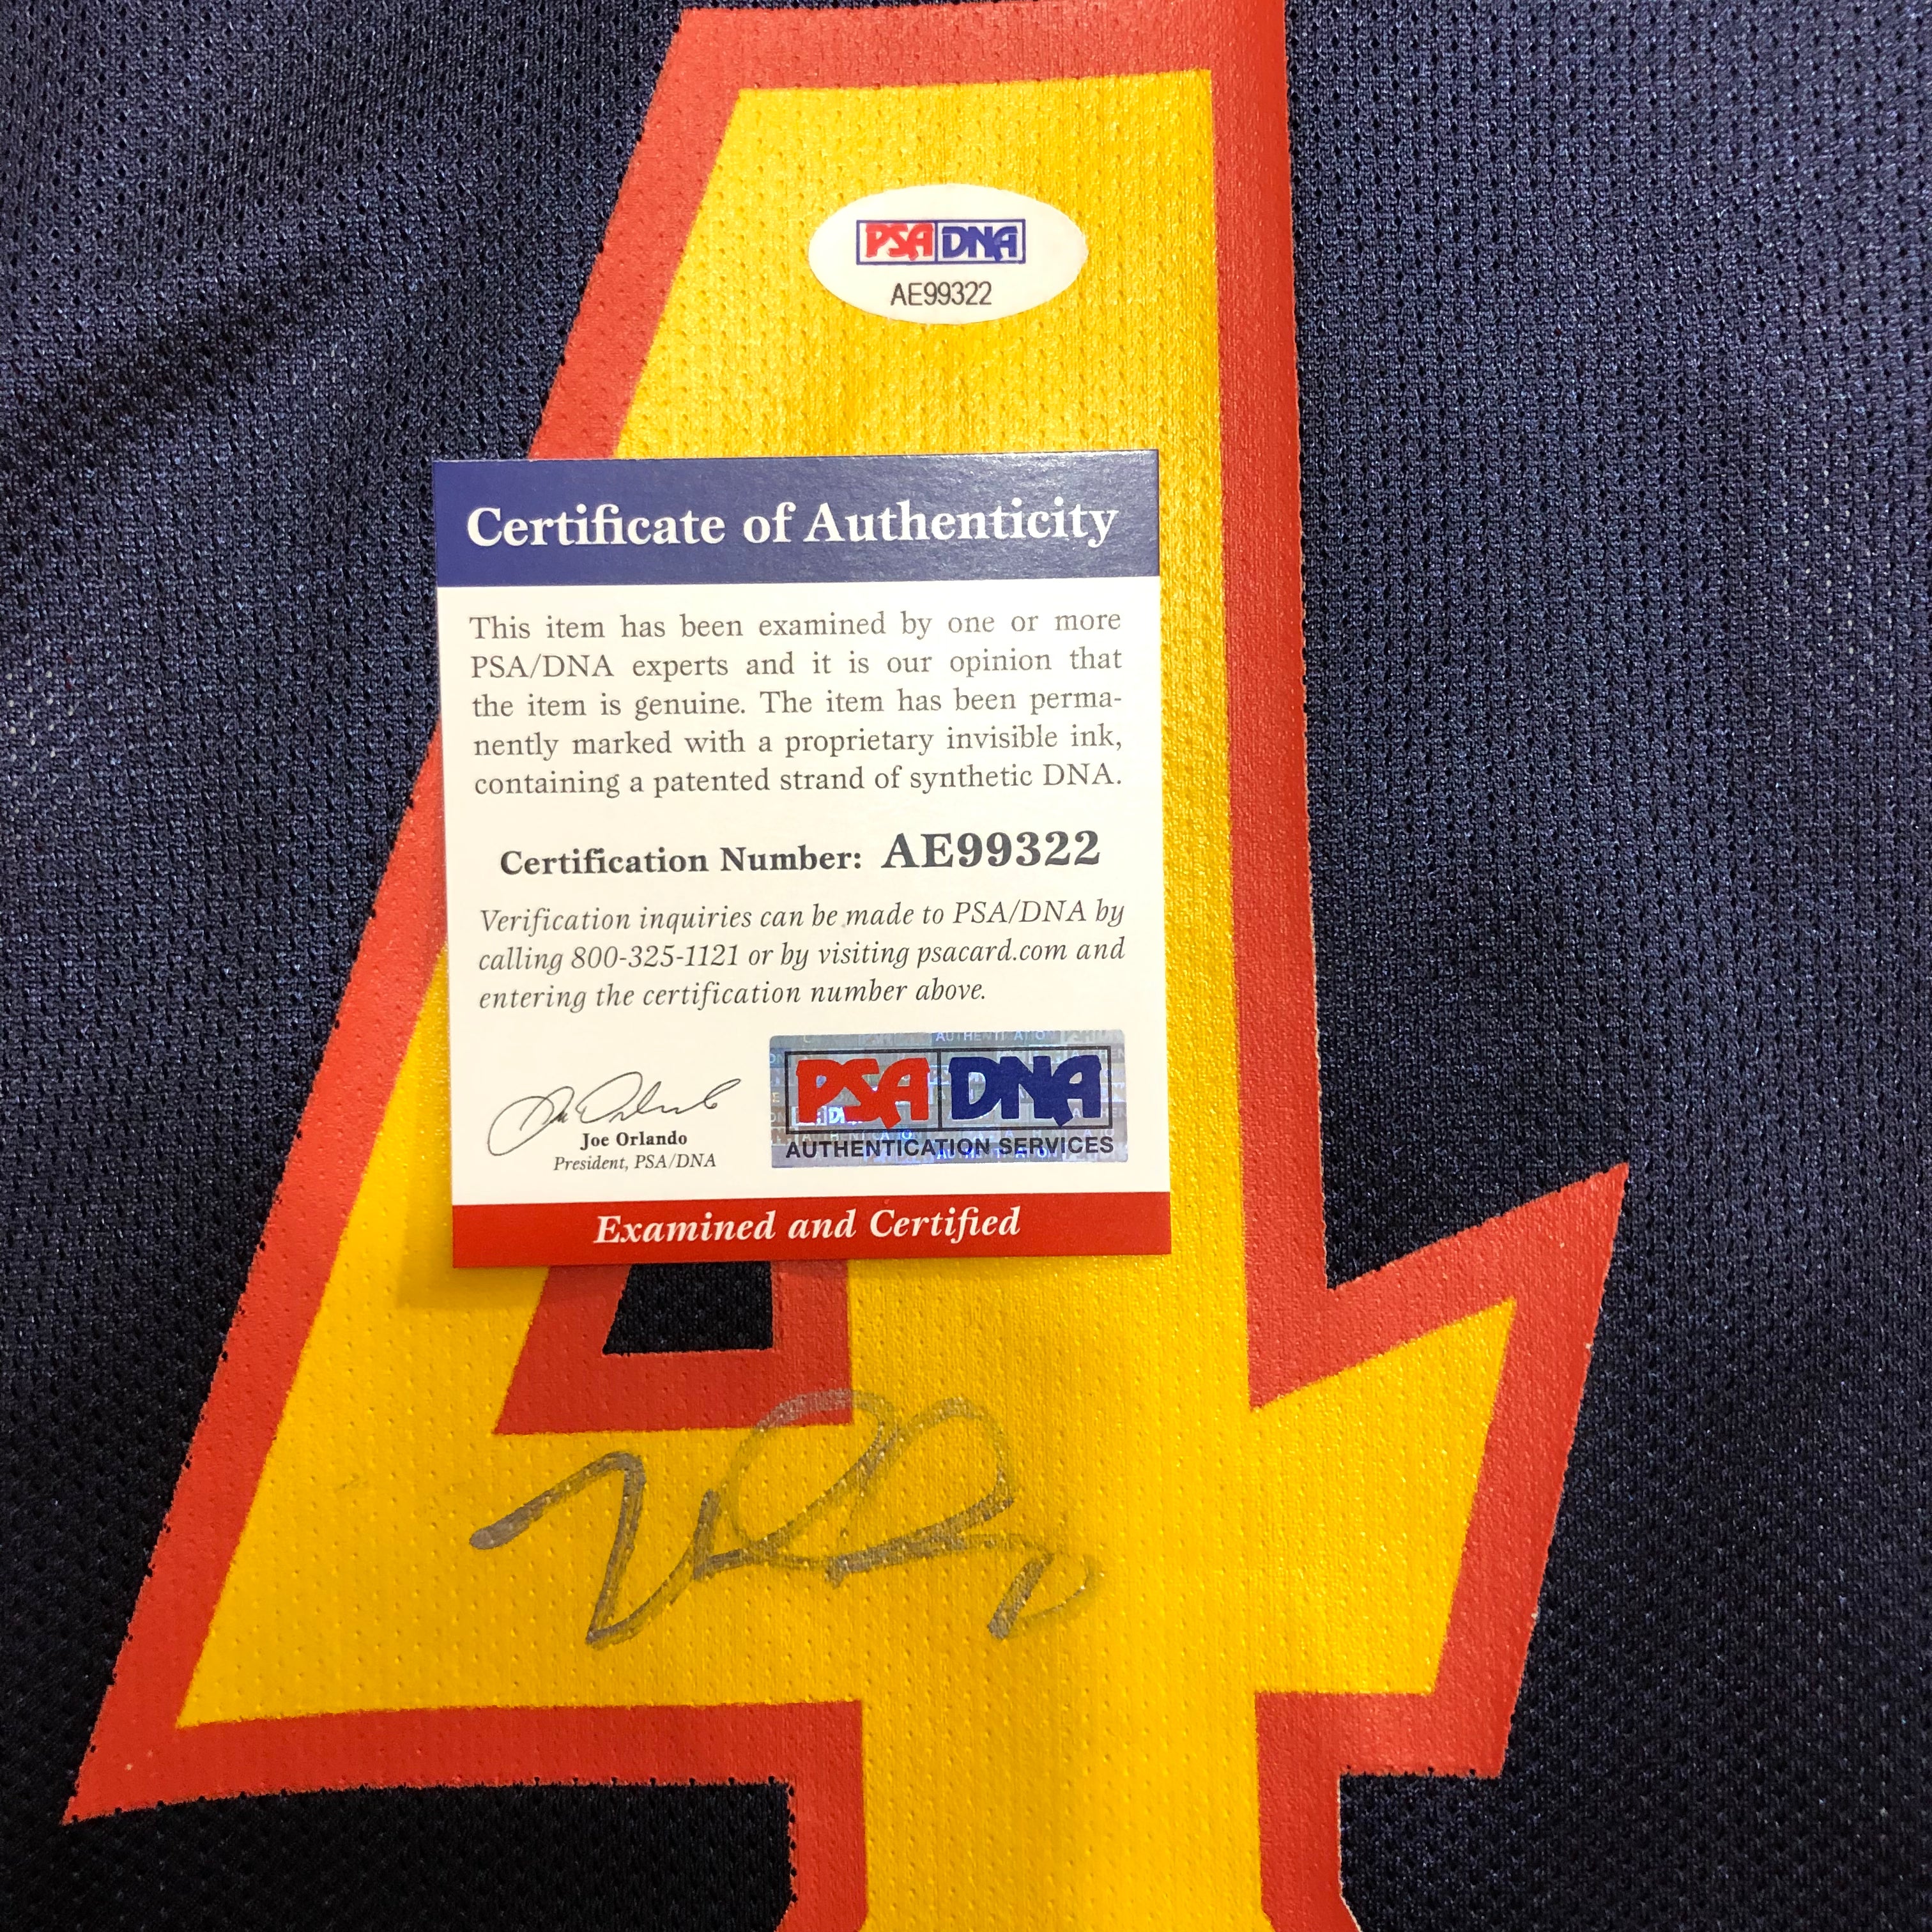 PSA DNA
AE99322
Certificate of Authenticity
This item has been examined by one or more
PSA/DNA experts and it is our opinion that
the item is genuine. The item has been perma-
nently marked with a proprietary invisible ink,
containing a patented strand of synthetic DNA.
Certification Number: AE99322
Verification inquiries can be made to PSA/DNA by
calling 800-325-1121 or by visiting psacard.com and
entering the certification number above.
Joe Orlando
President, PSA/DNA
PSA DNA
AUTHENTICATION SERVICES
Examined and Certified
4